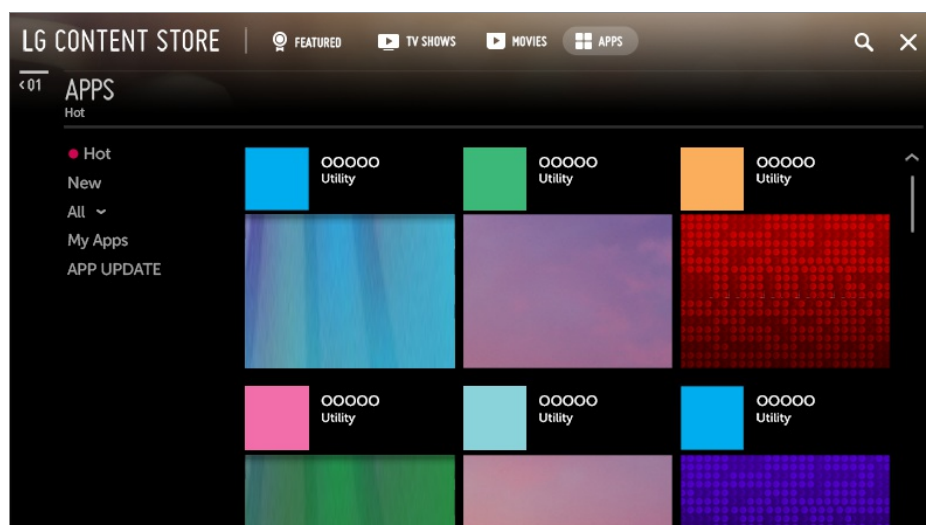 LG CONTENT STORE
FEATURED
TV SHOWS
MOVIES
APPS
<01
APPS
Hot
Hot
New
All
My Apps
APP UPDATE
OOOOO
Utility
OOOOO
Utility
OOOOO
Utility
OOOOO
Utility
OOOOO
Utility
OOOOO
Utility